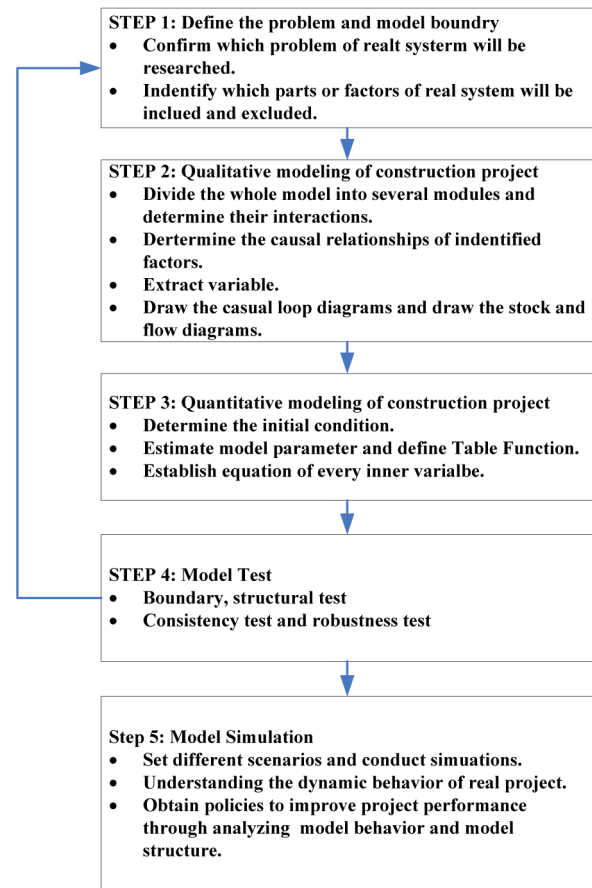 STEP 1: Define the problem and model boundry
• Confirm which problem of realt systerm will be
researched.
• Indentify which parts or factors of real system will be
inclued and excluded.
STEP 2: Qualitative modeling of construction project
• Divide the whole model into several modules and
determine their interactions.
• Dertermine the causal relationships of indentified
factors.
• Extract variable.
• Draw the casual loop diagrams and draw the stock and
flow diagrams.
STEP 3: Quantitative modeling of construction project
• Determine the initial condition.
• Estimate model parameter and define Table Function.
• Establish equation of every inner varialbe.
STEP 4: Model Test
• Boundary, structural test
• Consistency test and robustness test
Step 5: Model Simulation
• Set different scenarios and conduct simuations.
• Understanding the dynamic behavior of real project.
• Obtain policies to improve project performance
through analyzing model behavior and model
structure.